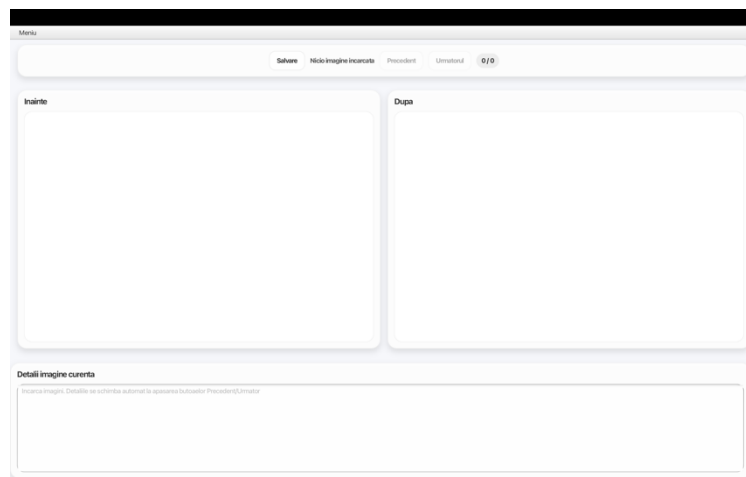 Meniu
Salvare Nicio imagine incarcata Precedent Urmatorul 0 / 0
Inainte Dupa
Detalii imagine curenta
Incarca imagini. Detaliile se schimba automat la apasarea butoaelor Precedent/Urmator